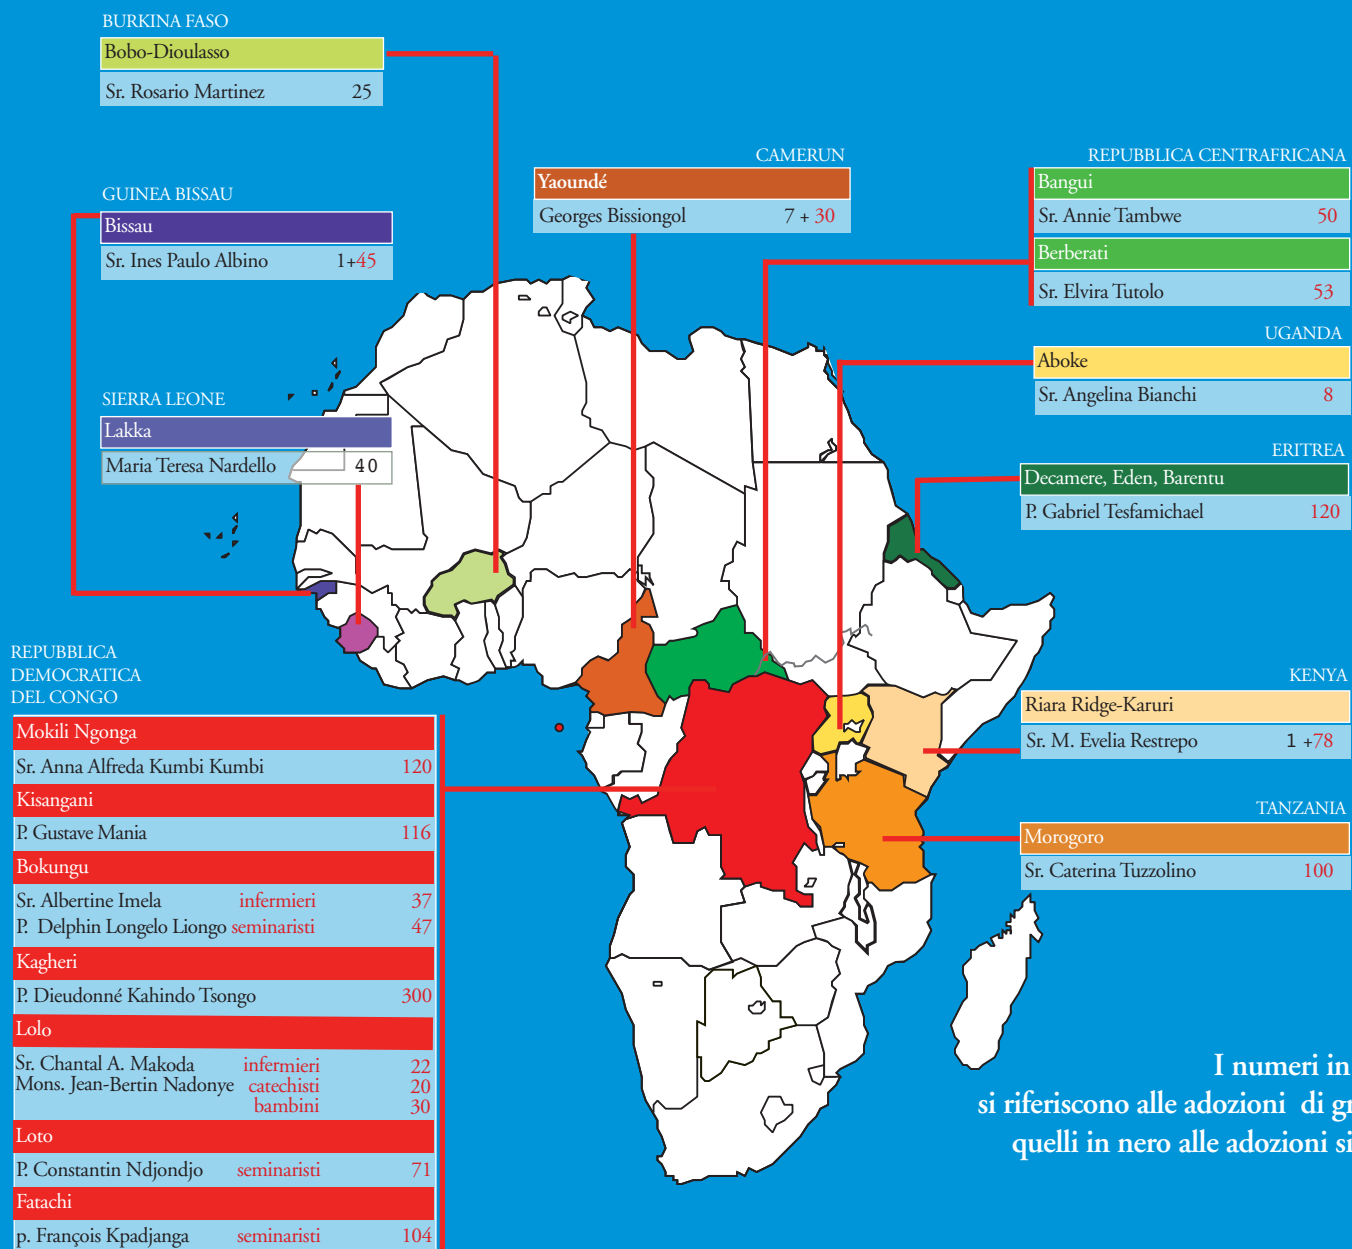 BURKINA FASO
Bobo-Dioulasso
Sr. Rosario Martinez 25
GUINEA BISSAU
Bissau
Sr. Ines Paulo Albino 1+45
SIERRA LEONE
Lakka
Maria Teresa Nardello 40
CAMERUN
Yaoundé
Georges Bissiongol 7 + 30
REPUBBLICA CENTRAFRICANA
Bangui
Sr. Annie Tambwe 50
Berberati
Sr. Elvira Tutolo 53
UGANDA
Aboke
Sr. Angelina Bianchi 8
ERITREA
Decamere, Eden, Barentu
P. Gabriel Tesfamichael 120
KENYA
Riara Ridge-Karuri
Sr. M. Evelia Restrepo 1 +78
TANZANIA
Morogoro
Sr. Caterina Tuzzolino 100
REPUBBLICA
DEMOCRATICA
DEL CONGO
Mokili Ngonga
Sr. Anna Alfreda Kumbi Kumbi 120
Kisangani
P. Gustave Mania 116
Bokungu
Sr. Albertine Imela infermieri 37
P. Delphin Longelo Liongo seminaristi 47
Kagheri
P. Dieudonné Kahindo Tsongo 300
Lolo
Sr. Chantal A. Makoda infermieri 22
Mons. Jean-Bertin Nadonye catechisti 20
bambini 30
Loto
P. Constantin Ndjondjo seminaristi 71
Fatachi
p. François Kpadjanga seminaristi 104
I numeri in
si riferiscono alle adozioni di
quelli in nero alle adozioni